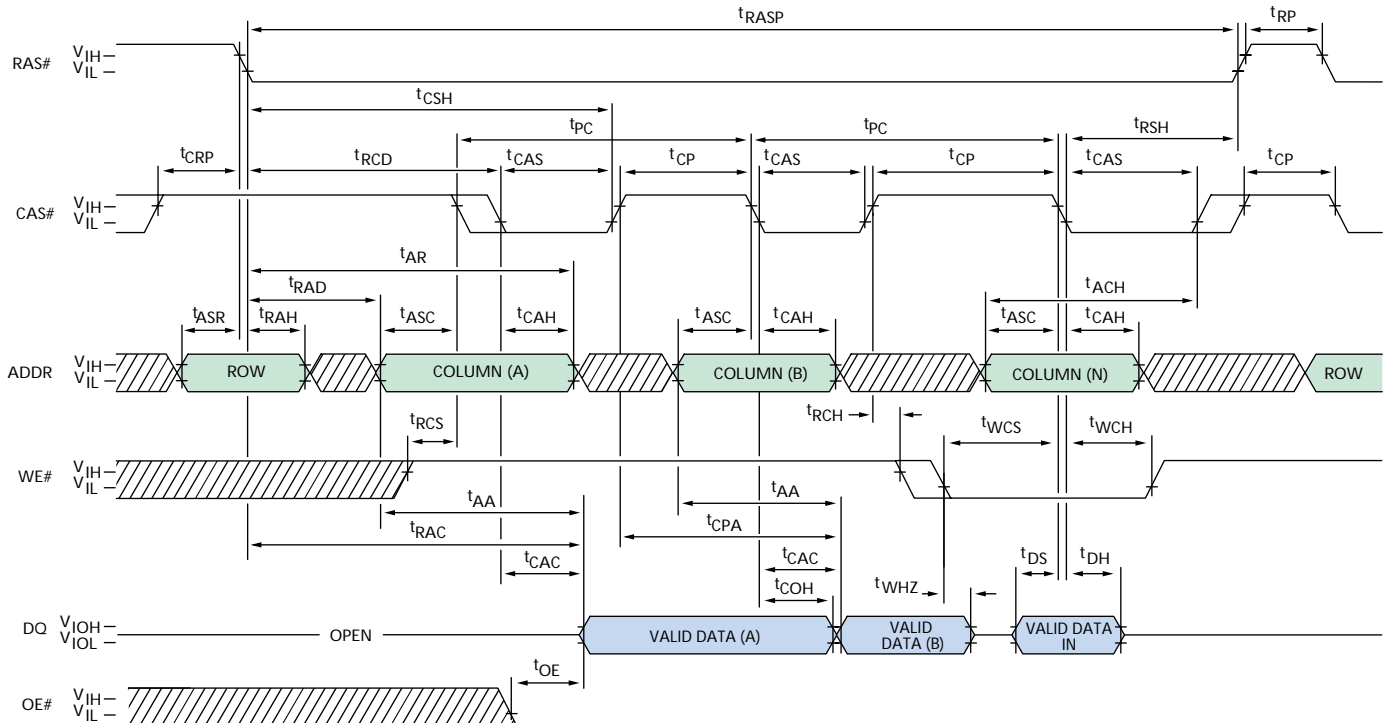 tRASP tRP
RAS# VIH
VIL
tCSH
tPC tPC tRSH
tCRP tRCD tCAS tCP tCAS tCP tCAS tCP
CAS# VIH
VIL
tAR
tRAD tACH
tASR tRAH tASC tCAH tASC tCAH tASC tCAH
ADDR VIH
VIL
ROW COLUMN (A) COLUMN (B) COLUMN (N) ROW
tRCS tRCH tWCS tWCH
WE# VIH
VIL
tAA tAA
tRAC tCPA
tCAC tCAC tDS tDH
tCOH tWHZ
DQ VIOH
VIOL
OPEN VALID DATA (A) VALID DATA (B) VALID DATA IN
tOE
OE# VIH
VIL